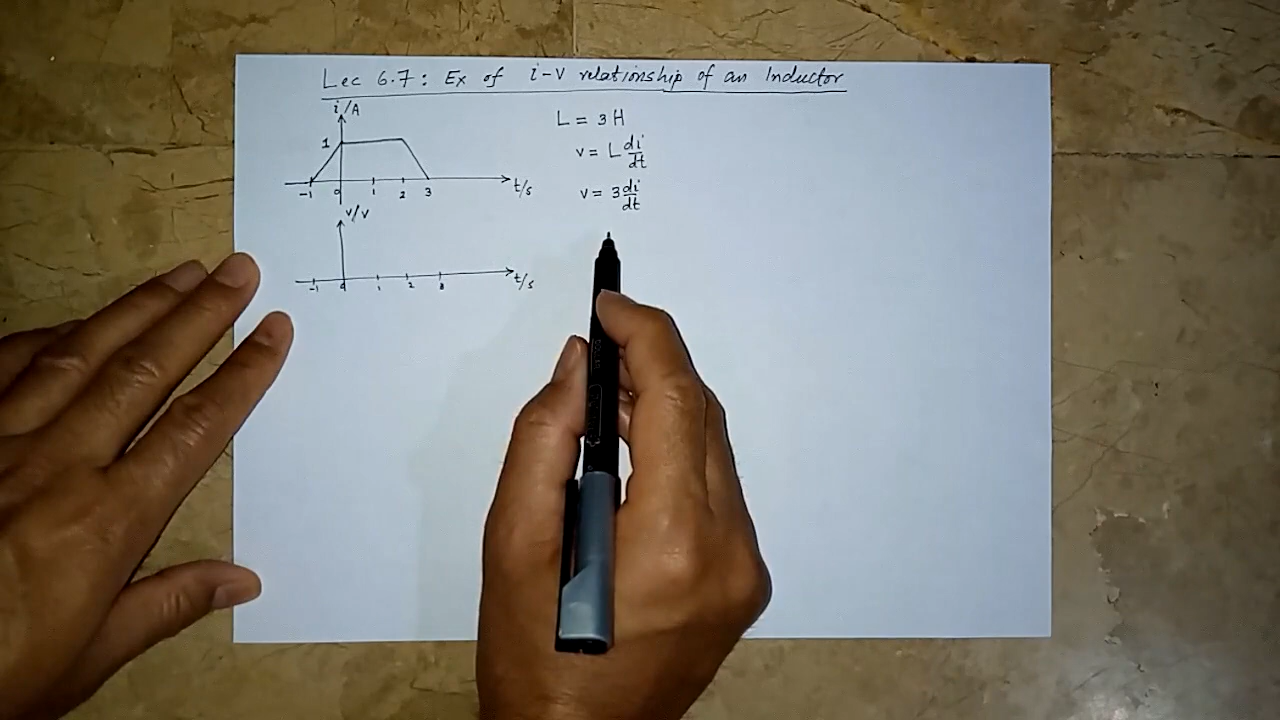 Lec 6.7: Ex of i-v relationship of an Inductor
i/A
1
-1 0 1 2 3 t/s
L = 3H
v = L di/dt
v = 3 di/dt
v/v
-1 0 1 2 3 t/s